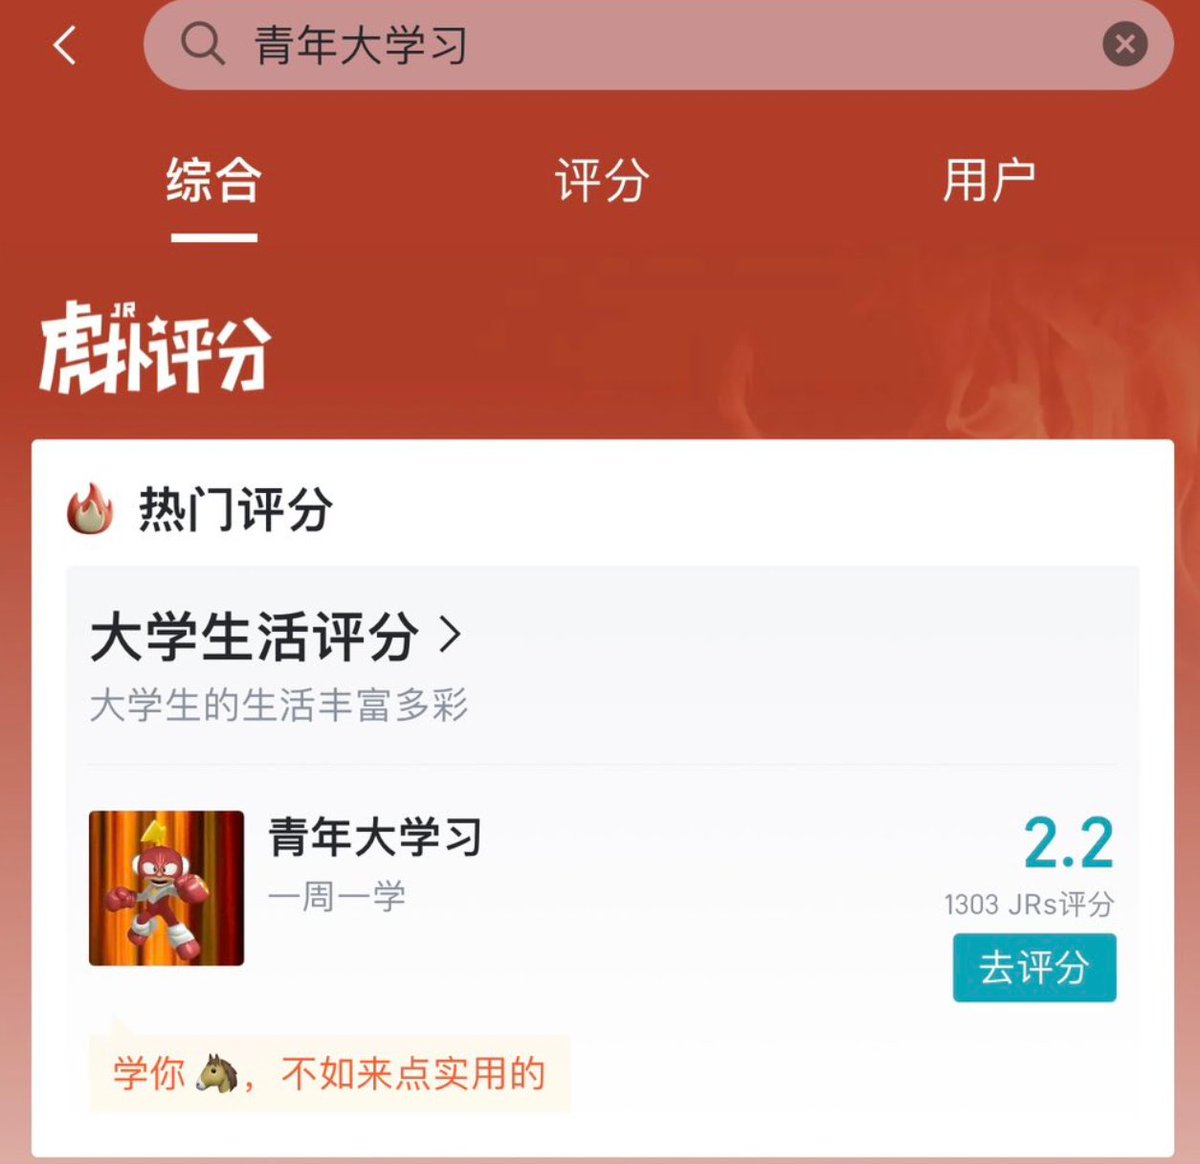 青年大学习
综合 评分 用户
JR
虎扑评分
热门评分
大学生活评分 >
大学生的生活丰富多彩
青年大学习
一周一学
2.2
1303 JRs评分
去评分
学你🐴，不如来点实用的